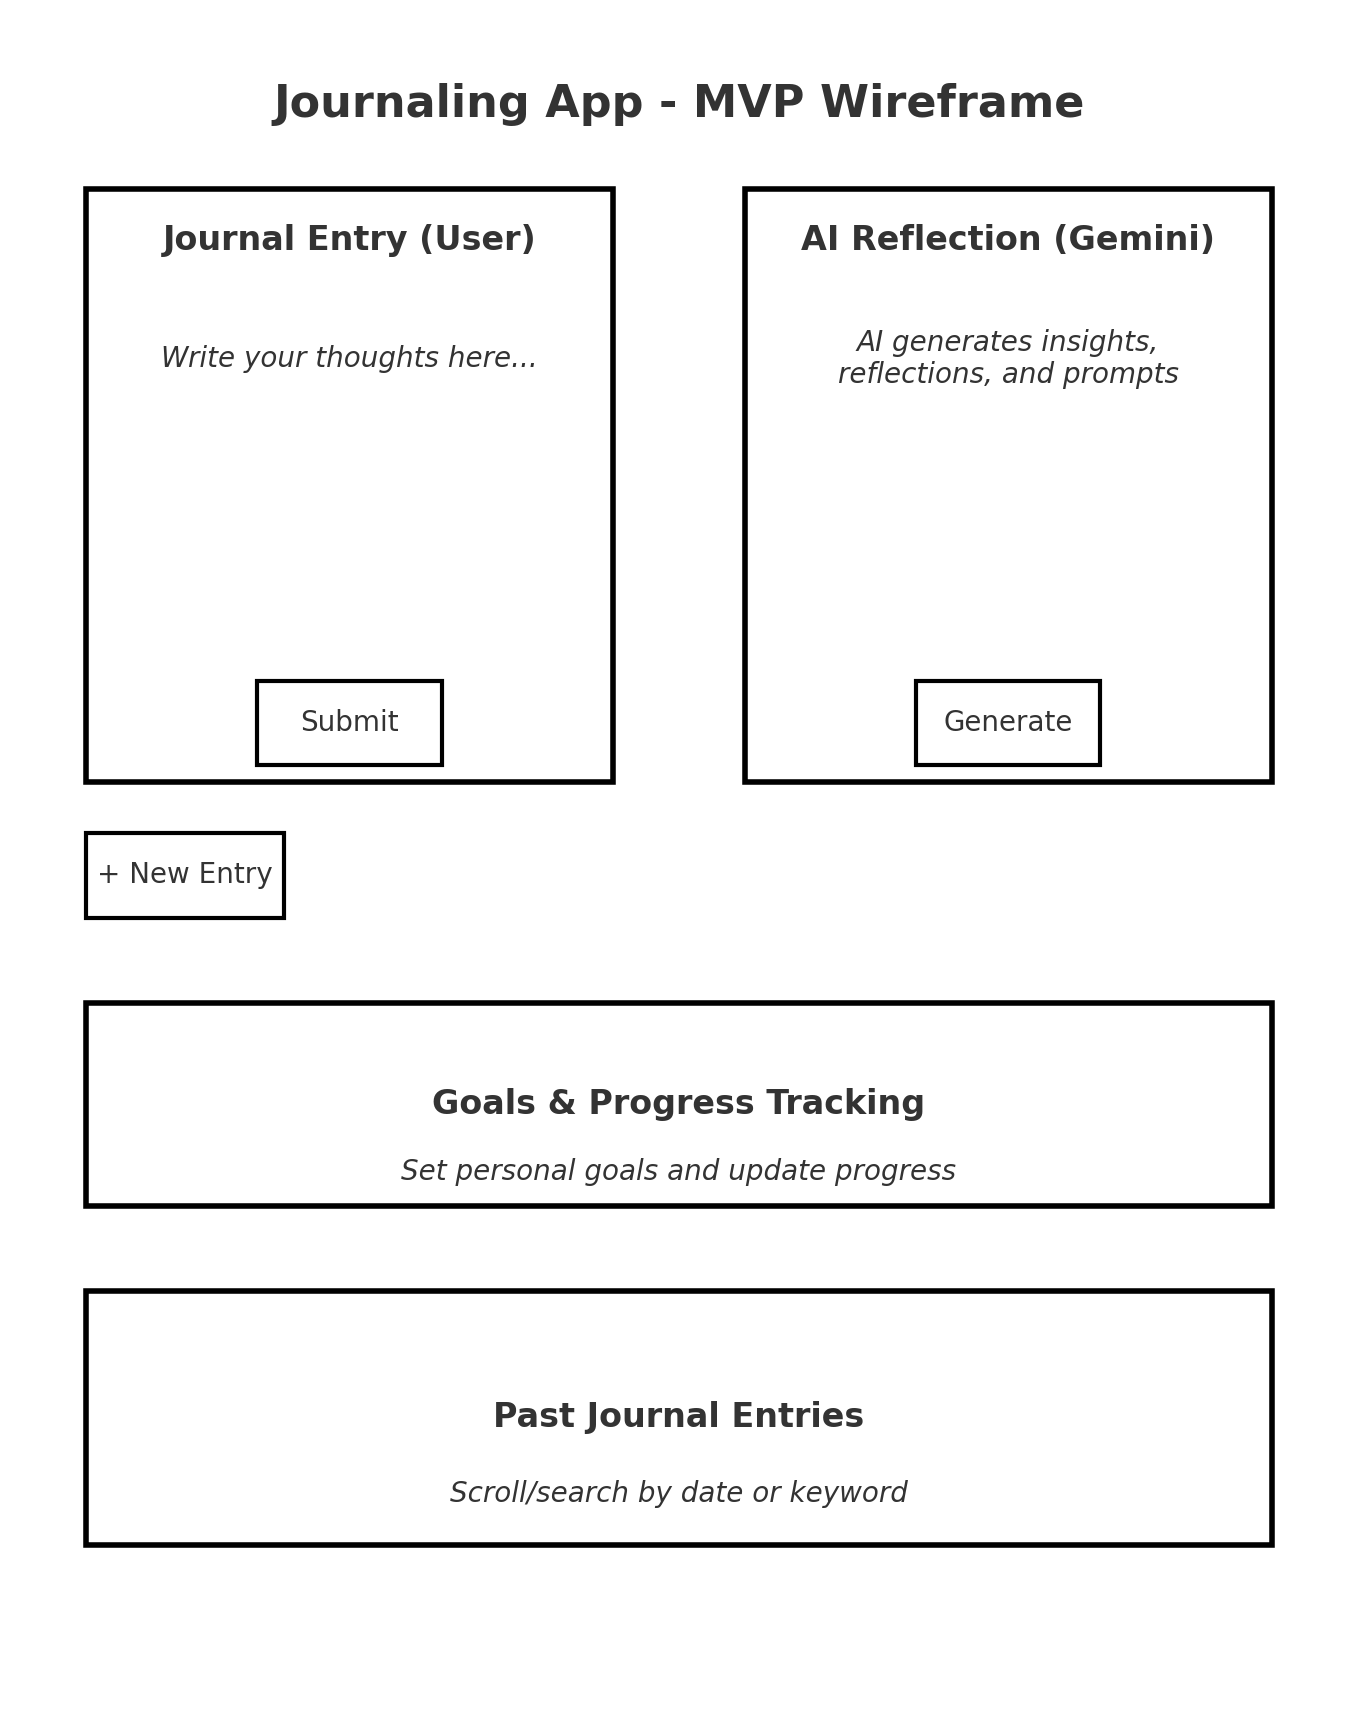 Journaling App - MVP Wireframe
Journal Entry (User)
Write your thoughts here...
Submit
AI Reflection (Gemini)
AI generates insights,
reflections, and prompts
Generate
+ New Entry
Goals & Progress Tracking
Set personal goals and update progress
Past Journal Entries
Scroll/search by date or keyword